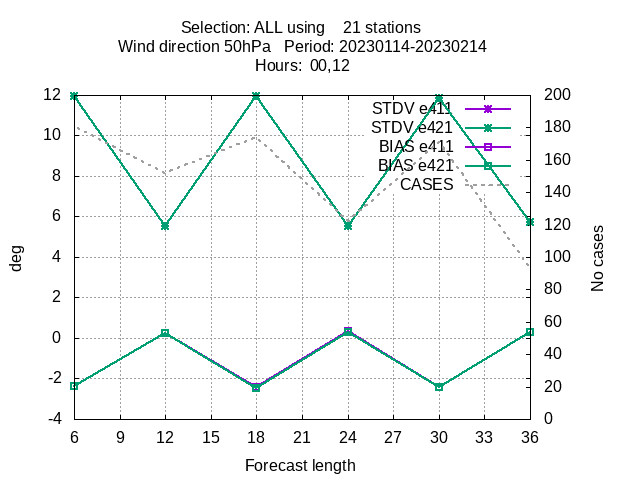 Selection: ALL using    21 stations
Wind direction 50hPa   Period: 20230114-20230214
Hours:  00,12
STDV e411
STDV e421
BIAS e411
BIAS e421
CASES
12
10
8
6
4
2
0
-2
-4
deg
200
180
160
140
120
100
80
60
40
20
0
No cases
6 9 12 15 18 21 24 27 30 33 36
Forecast length